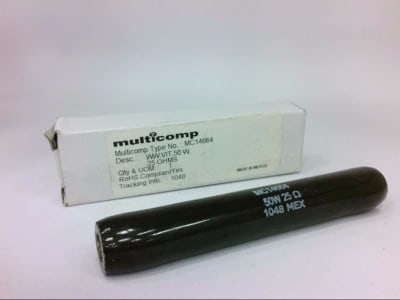 multicomp
Multicomp Type No.: MC14664
Desc.: WW VIT 50 W,
25 OHMS
Qty & UOM: 1
RoHS Compliant:Yes
Tracking Info: 1048
MADE IN MEXICO
MC14664
50W 25 Ω
1048 MEX